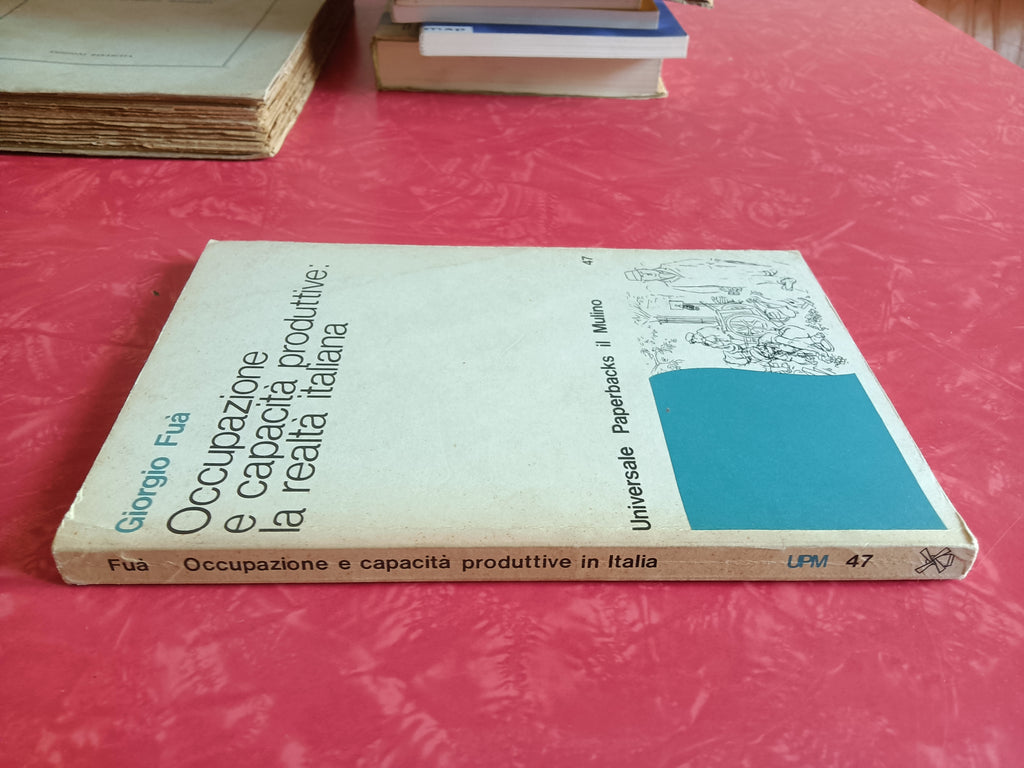 Giorgio Fuà
Occupazione
e capacità produttive:
la realtà italiana
Universale Paperbacks il Mulino
47
Fuà Occupazione e capacità produttive in Italia UPM 47